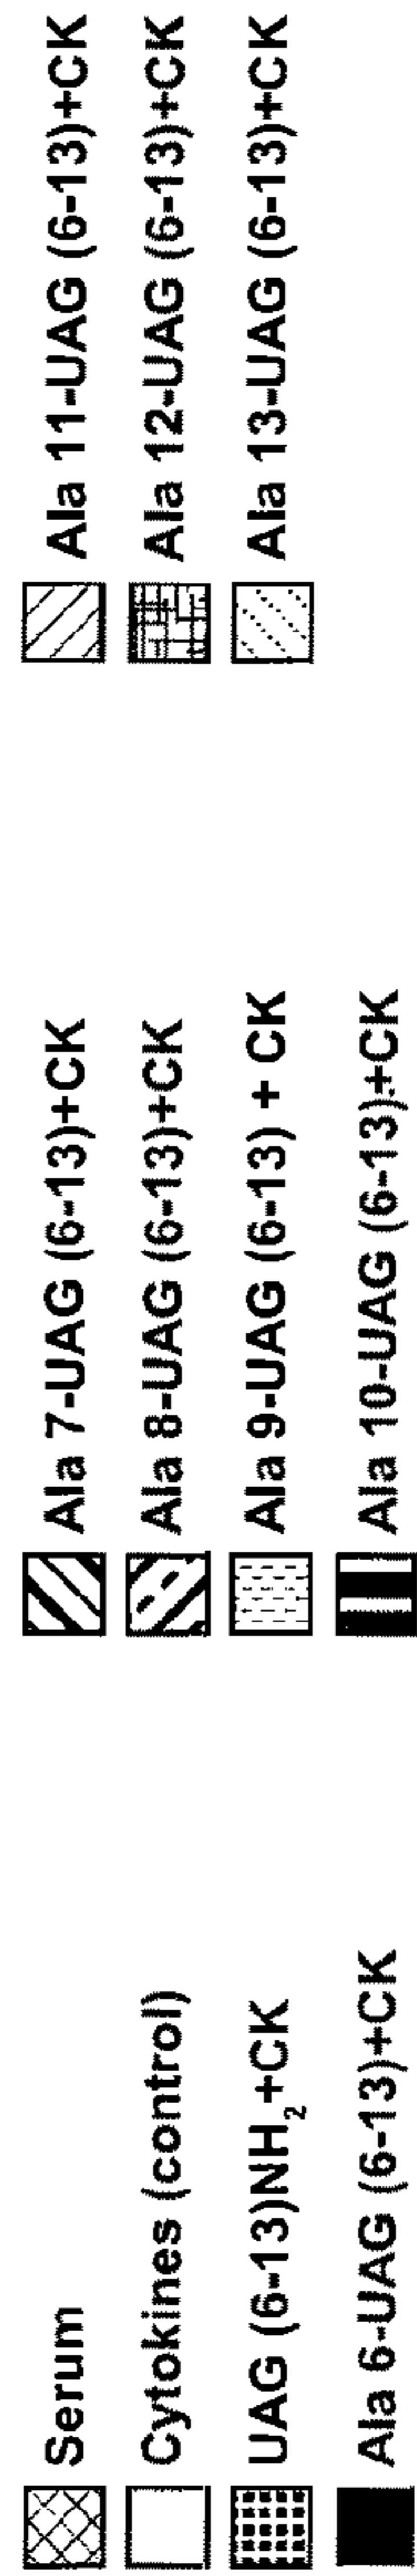 Serum
Cytokines (control)
UAG (6-13)NH2+CK
Ala 6-UAG (6-13)+CK
Ala 7-UAG (6-13)+CK
Ala 8-UAG (6-13)+CK
Ala 9-UAG (6-13) + CK
Ala 10-UAG (6-13)+CK
Ala 11-UAG (6-13)+CK
Ala 12-UAG (6-13)+CK
Ala 13-UAG (6-13)+CK